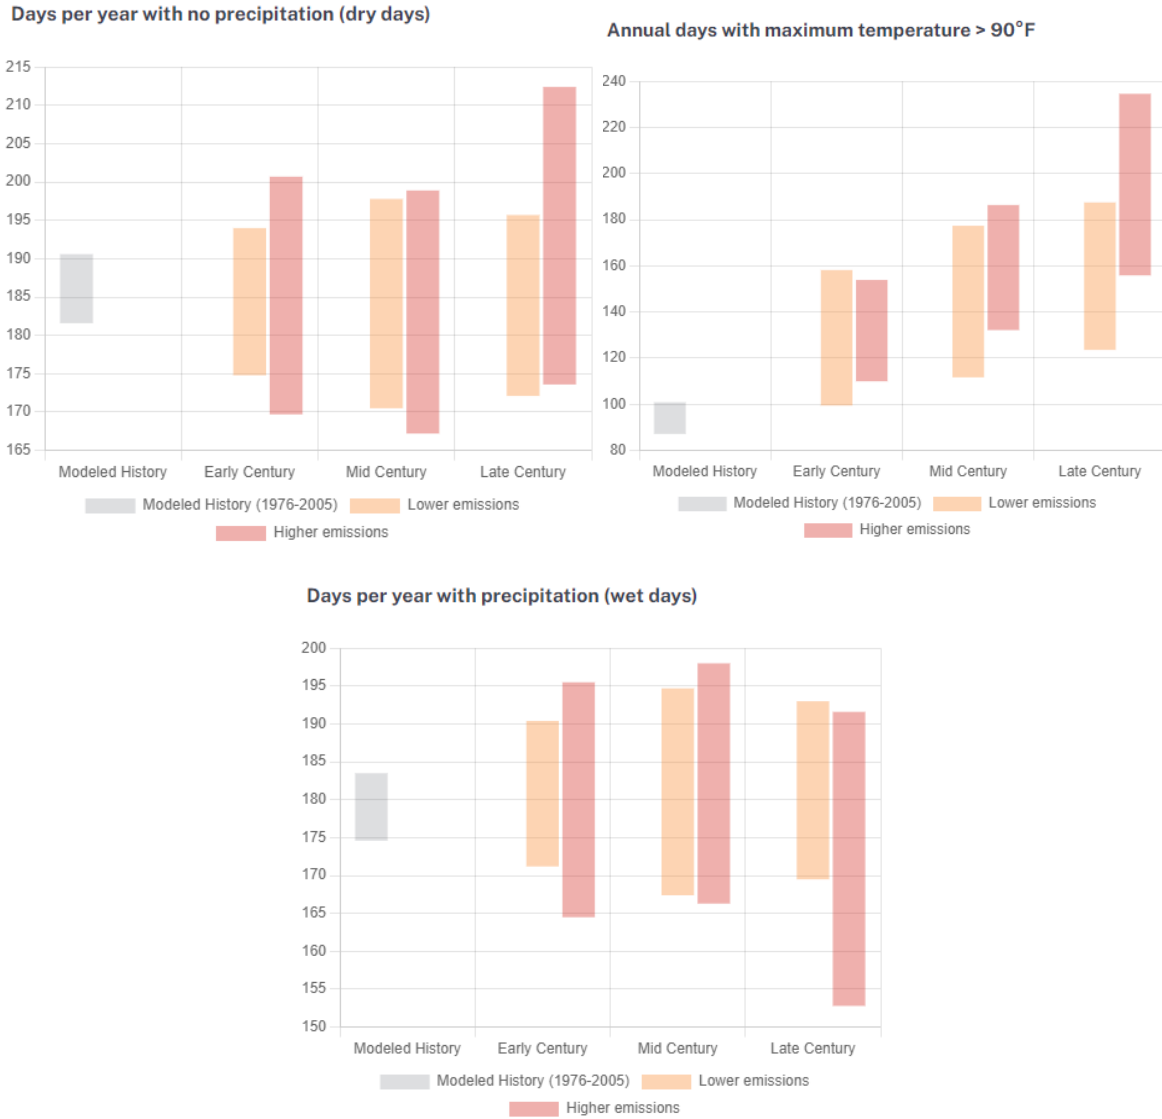 Days per year with no precipitation (dry days)
215
210
205
200
195
190
185
180
175
170
165
Modeled History Early Century Mid Century Late Century
Modeled History (1976-2005) Lower emissions
Higher emissions
Annual days with maximum temperature > 90°F
240
220
200
180
160
140
120
100
80
Modeled History Early Century Mid Century Late Century
Modeled History (1976-2005) Lower emissions
Higher emissions
Days per year with precipitation (wet days)
200
195
190
185
180
175
170
165
160
155
150
Modeled History Early Century Mid Century Late Century
Modeled History (1976-2005) Lower emissions
Higher emissions